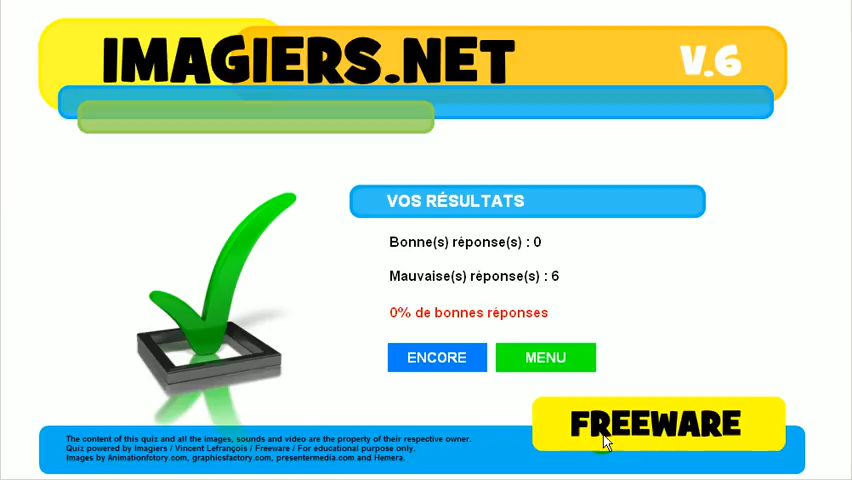 IMAGIERS.NET
V.6
VOS RÉSULTATS
Bonne(s) réponse(s) : 0
Mauvaise(s) réponse(s) : 6
0% de bonnes réponses
ENCORE
MENU
FREEWARE
The content of this quiz and all the images, sounds and video are the property of their respective owner.
Quiz powered by Imagiers / Vincent Lefrançois / Freeware / For educational purpose only.
Images by Animationfctory.com, graphicsfactory.com, presentermedia.com and Hemera.